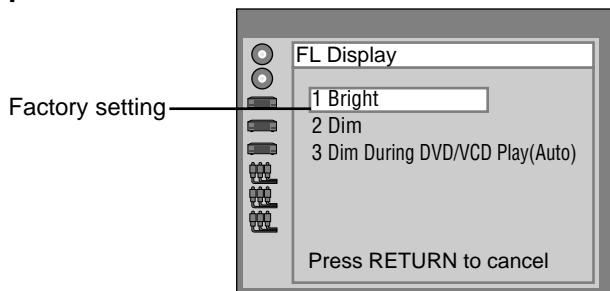 FL Display
Factory setting
1 Bright
2 Dim
3 Dim During DVD/VCD Play(Auto)
Press RETURN to cancel